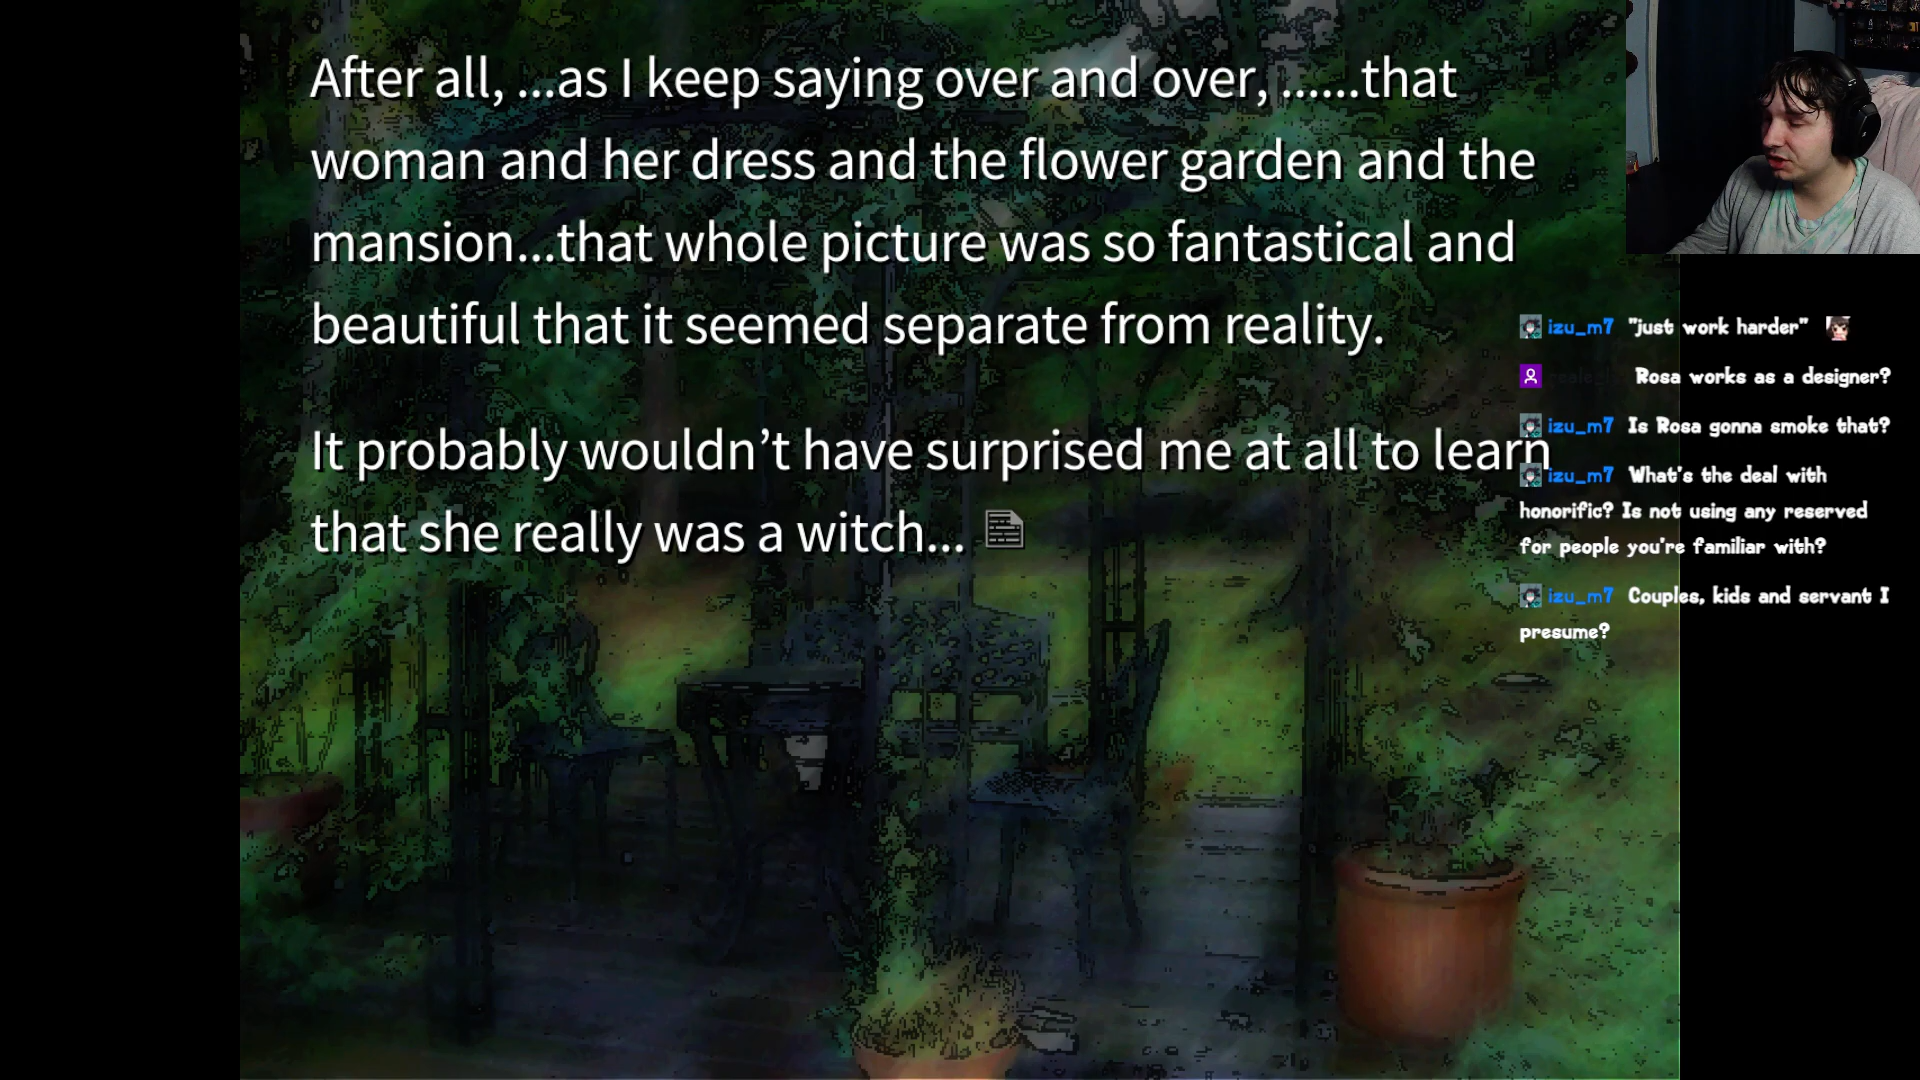 After all, ...as I keep saying over and over, ......that
woman and her dress and the flower garden and the
mansion...that whole picture was so fantastical and
beautiful that it seemed separate from reality.
It probably wouldn’t have surprised me at all to learn
that she really was a witch...
izu_m7 "just work harder"
Rosa works as a designer?
izu_m7 Is Rosa gonna smoke that?
izu_m7 What's the deal with
honorific? Is not using any reserved
for people you're familiar with?
izu_m7 Couples, kids and servant I
presume?